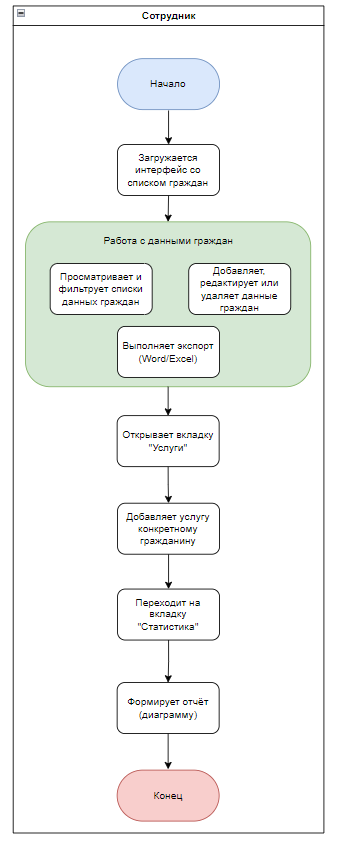 Сотрудник
Начало
Загружается
интерфейс со
списком граждан
Работа с данными граждан
Просматривает и
фильтрует списки
данных граждан
Добавляет,
редактирует или
удаляет данные
граждан
Выполняет экспорт
(Word/Excel)
Открывает вкладку
"Услуги"
Добавляет услугу
конкретному
гражданину
Переходит на
вкладку
"Статистика"
Формирует отчёт
(диаграмму)
Конец